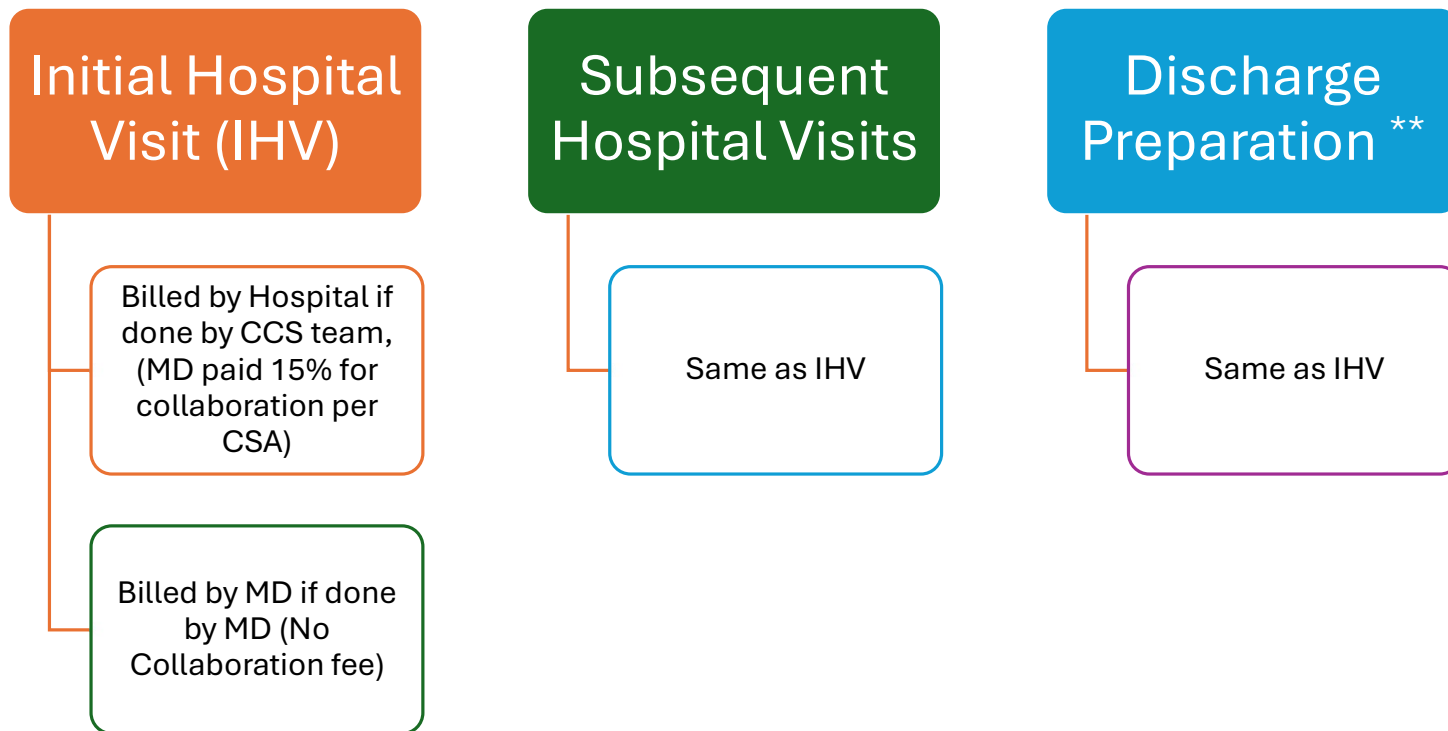 Initial Hospital
Visit (IHV)
Billed by Hospital if
done by CCS team,
(MD paid 15% for
collaboration per
CSA)
Billed by MD if done
by MD (No
Collaboration fee)
Subsequent
Hospital Visits
Same as IHV
Discharge
Preparation **
Same as IHV